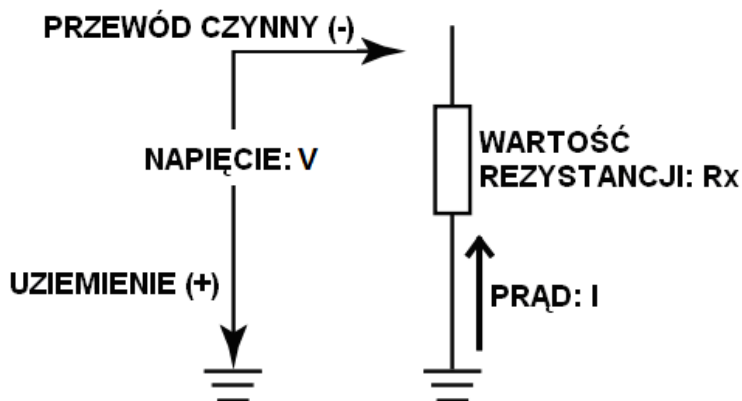 PRZEWÓD CZYNNY (-)
NAPIĘCIE: V
WARTOŚĆ
REZYSTANCJI: Rx
UZIEMIENIE (+)
PRĄD: I